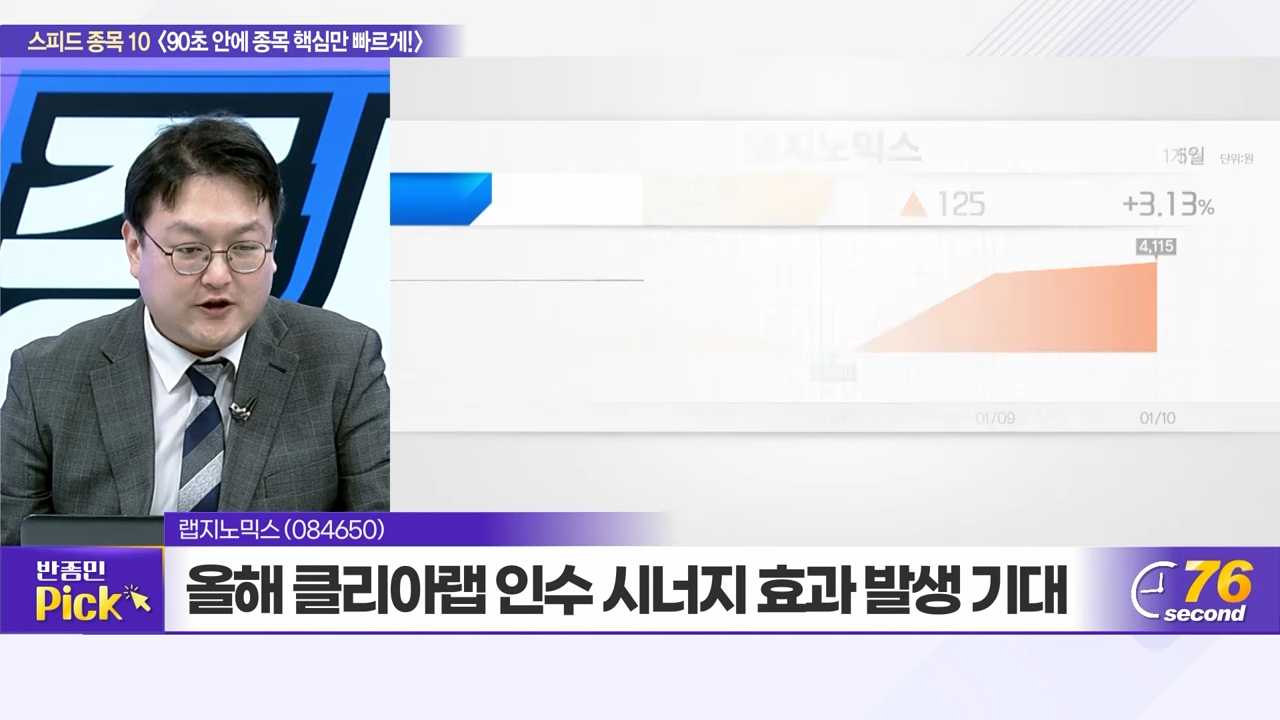 스피드 종목 10 〈90초 안에 종목 핵심만 빠르게!〉
랩지노믹스
일 단위:원
▲ 125 +3.13%
4,115
01/09 01/10
랩지노믹스(084650)
반종민
Pick
올해 클리아랩 인수 시너지 효과 발생 기대
76
second